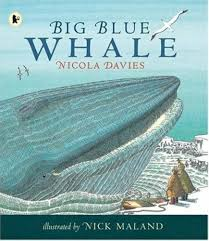 BIG BLUE
WHALE
NICOLA DAVIES
illustrated by NICK MALAND